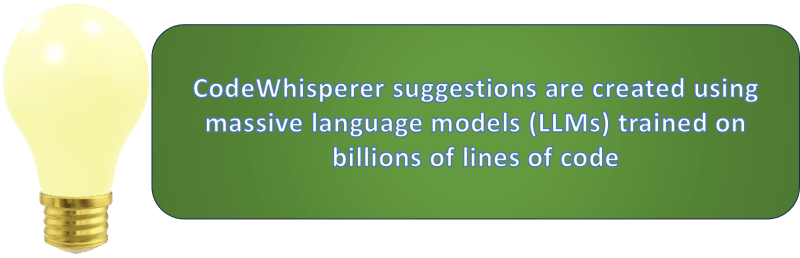 CodeWhisperer suggestions are created using
massive language models (LLMs) trained on
billions of lines of code